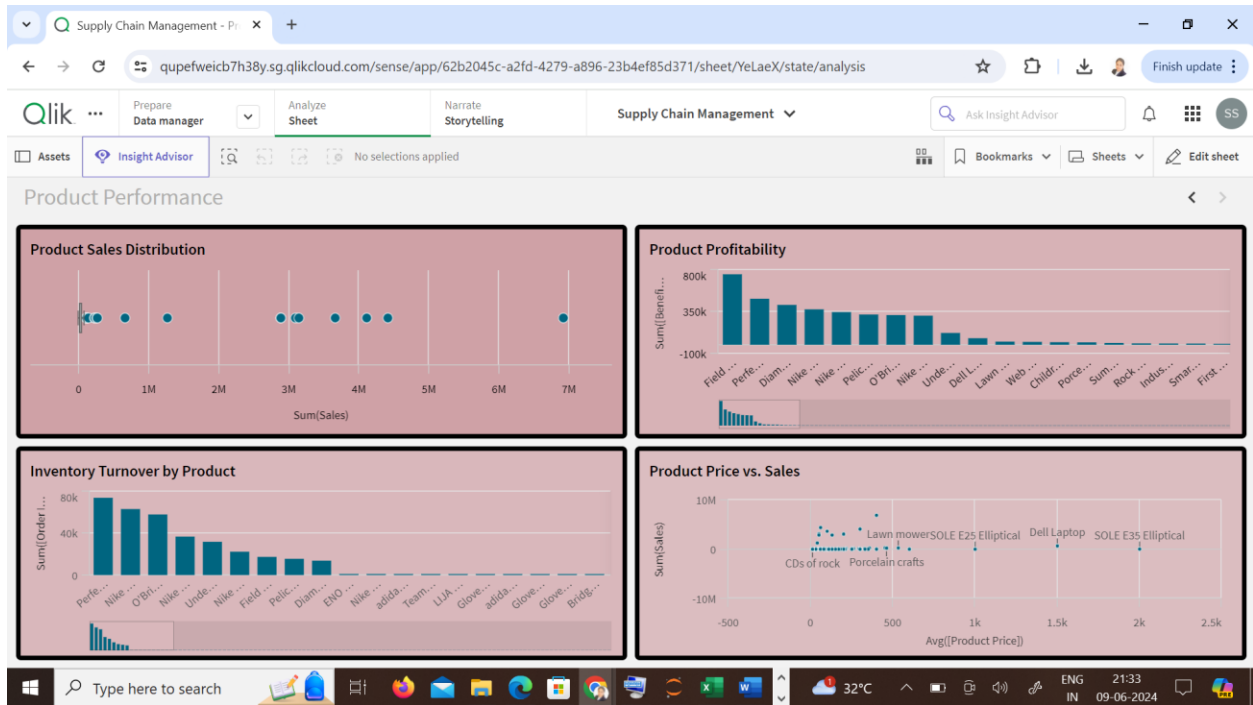 Supply Chain Management - Pr
qupefweicb7h38y.sg.qlikcloud.com/sense/app/62b2045c-a2fd-4279-a896-23b4ef85d371/sheet/YeLaeX/state/analysis
Finish update
Qlik
Prepare
Data manager
Analyze
Sheet
Narrate
Storytelling
Supply Chain Management
Ask Insight Advisor
SS
Assets
Insight Advisor
No selections applied
Bookmarks
Sheets
Edit sheet
Product Performance
Product Sales Distribution
0 1M 2M 3M 4M 5M 6M 7M
Sum(Sales)
Product Profitability
Sum([Benefi...
800k
350k
-100k
Field ... Perfe... Diam... Nike ... Nike ... Pelic... O'Bri... Nike ... Unde... Dell L... Lawn ... Web ... Childr... Porce... Sum... Rock ... Indus... Smar... First ...
Inventory Turnover by Product
Sum([Order I...
80k
40k
0
Perfe... Nike ... O'Bri... Nike ... Unde... Nike ... Field ... Pelic... Diam... ENO ... Nike ... adida... Team... LIJA ... Glove... adida... Glove... Glove... Bridg...
Product Price vs. Sales
Sum(Sales)
10M
0
-10M
Lawn mower SOLE E25 Elliptical Dell Laptop SOLE E35 Elliptical
CDs of rock Porcelain crafts
-500 0 500 1k 1.5k 2k 2.5k
Avg([Product Price])
Type here to search
32°C
ENG
IN
21:33
09-06-2024
PRE